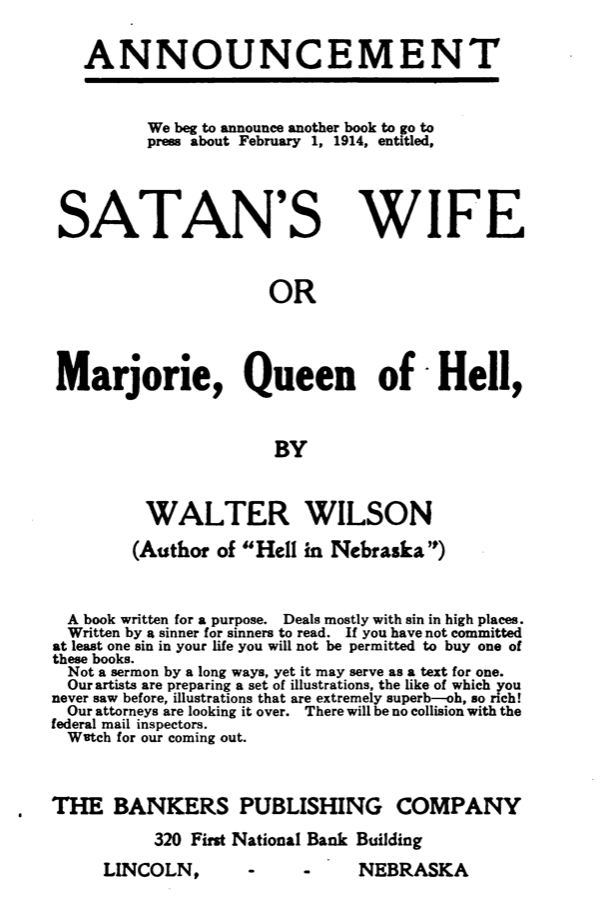 ANNOUNCEMENT
We beg to announce another book to go to
press about February 1, 1914, entitled,
SATAN'S WIFE
OR
Marjorie, Queen of Hell,
BY
WALTER WILSON
(Author of "Hell in Nebraska")
A book written for a purpose. Deals mostly with sin in high places.
Written by a sinner for sinners to read. If you have not committed
at least one sin in your life you will not be permitted to buy one of
these books.
Not a sermon by a long ways, yet it may serve as a text for one.
Our artists are preparing a set of illustrations, the like of which you
never saw before, illustrations that are extremely superb—oh, so rich!
Our attorneys are looking it over. There will be no collision with the
federal mail inspectors.
Watch for our coming out.
THE BANKERS PUBLISHING COMPANY
320 First National Bank Building
LINCOLN, - - NEBRASKA